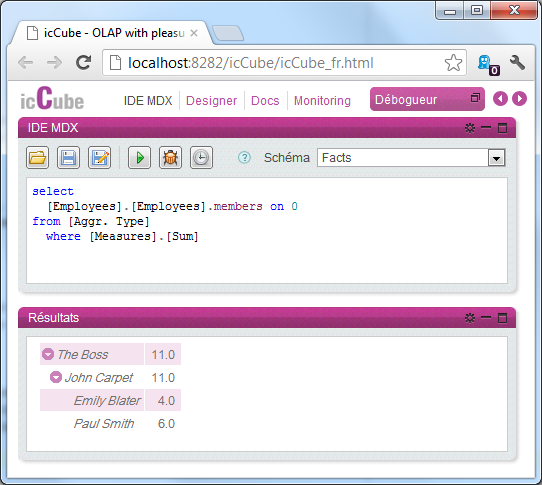 icCube - OLAP with pleasu
localhost:8282/icCube/icCube_fr.html
0
icCube
IDE MDX Designer Docs Monitoring Débogueur
IDE MDX
Schéma Facts
select
[Employees].[Employees].members on 0
from [Aggr. Type]
where [Measures].[Sum]
Résultats
The Boss 11.0
John Carpet 11.0
Emily Blater 4.0
Paul Smith 6.0